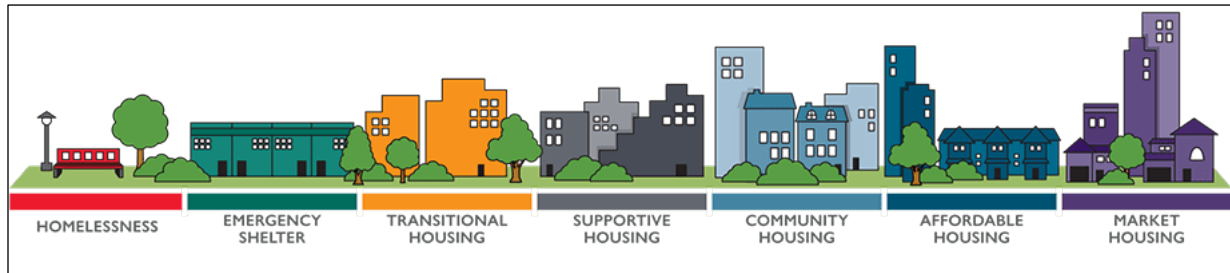 HOMELESSNESS
EMERGENCY
SHELTER
TRANSITIONAL
HOUSING
SUPPORTIVE
HOUSING
COMMUNITY
HOUSING
AFFORDABLE
HOUSING
MARKET
HOUSING